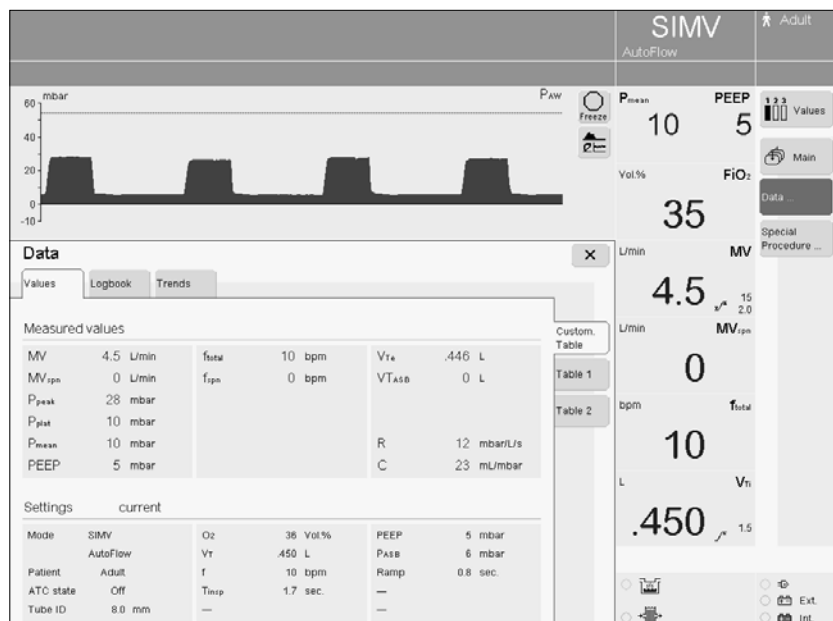 SIMV
AutoFlow
Adult
mbar
PAW
60
40
20
0
-10
Freeze
Pmean PEEP
10 5
Vol.% FiO2
35
L/min MV
4.5 15
2.0
L/min MVspn
0
bpm ftotal
10
L VTi
.450 1.5
1 2 3
Values
Main
Data ...
Special
Procedure ...
Data
Values Logbook Trends
Custom.
Table
Table 1
Table 2
Measured values
MV 4.5 L/min ftotal 10 bpm VTe .446 L
MVspn 0 L/min fspn 0 bpm VTASB 0 L
Ppeak 28 mbar
Pplat 10 mbar
Pmean 10 mbar R 12 mbar/L/s
PEEP 5 mbar C 23 mL/mbar
Settings current
Mode SIMV O2 36 Vol.% PEEP 5 mbar
AutoFlow VT .450 L PASB 6 mbar
Patient Adult f 10 bpm Ramp 0.8 sec.
ATC state Off Tinsp 1.7 sec. —
Tube ID 8.0 mm — —
Ext.
Int.